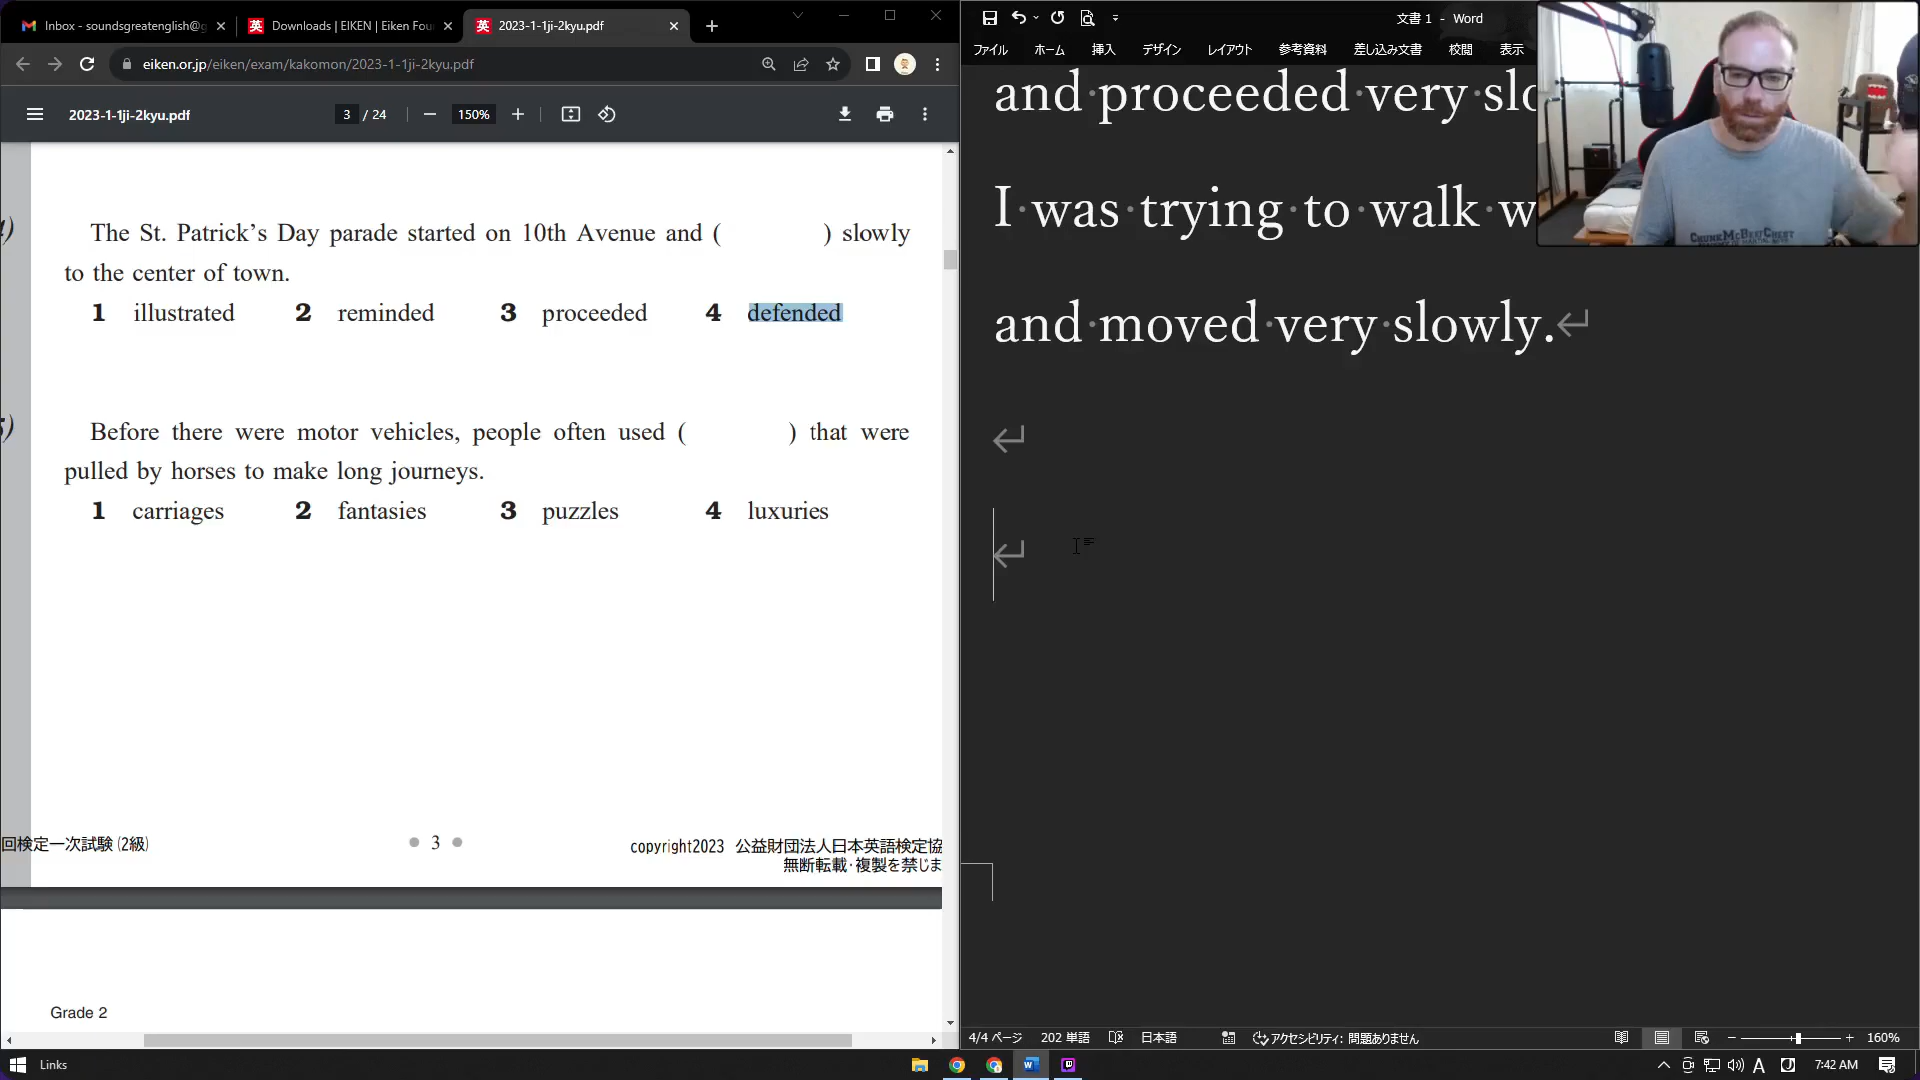 Inbox - soundsgreatenglish@g
Downloads | EIKEN | Eiken Foun
2023-1-1ji-2kyu.pdf
eiken.or.jp/eiken/exam/kakomon/2023-1-1ji-2kyu.pdf
2023-1-1ji-2kyu.pdf
3 / 24
150%
The St. Patrick's Day parade started on 10th Avenue and ( ) slowly
to the center of town.
1 illustrated 2 reminded 3 proceeded 4 defended
Before there were motor vehicles, people often used ( ) that were
pulled by horses to make long journeys.
1 carriages 2 fantasies 3 puzzles 4 luxuries
回検定一次試験 (2級)
3
copyright2023 公益財団法人日本英語検定協
無断転載・複製を禁じま
Grade 2
文書 1 - Word
ファイル ホーム 挿入 デザイン レイアウト 参考資料 差し込み文書 校閲 表示
and proceeded very slo
I was trying to walk w
and moved very slowly.
CHUNK MCBEEFCHEST
4/4 ページ 202 単語 日本語 アクセシビリティ: 問題ありません 160%
Links
A 7:42 AM